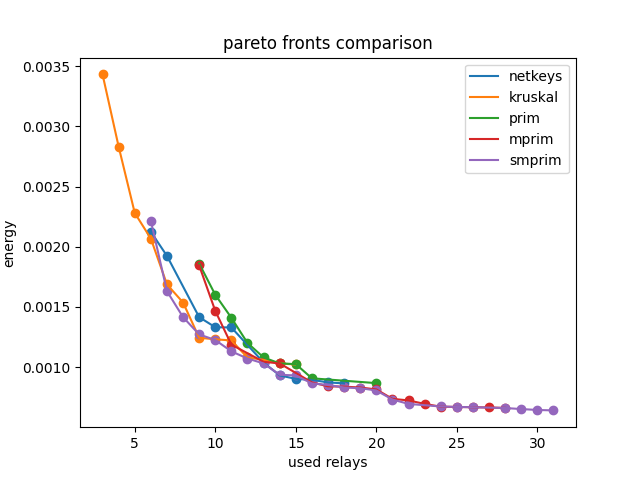 pareto fronts comparison
0.0035
0.0030
0.0025
0.0020
0.0015
0.0010
energy
netkeys
kruskal
prim
mprim
smprim
5 10 15 20 25 30
used relays